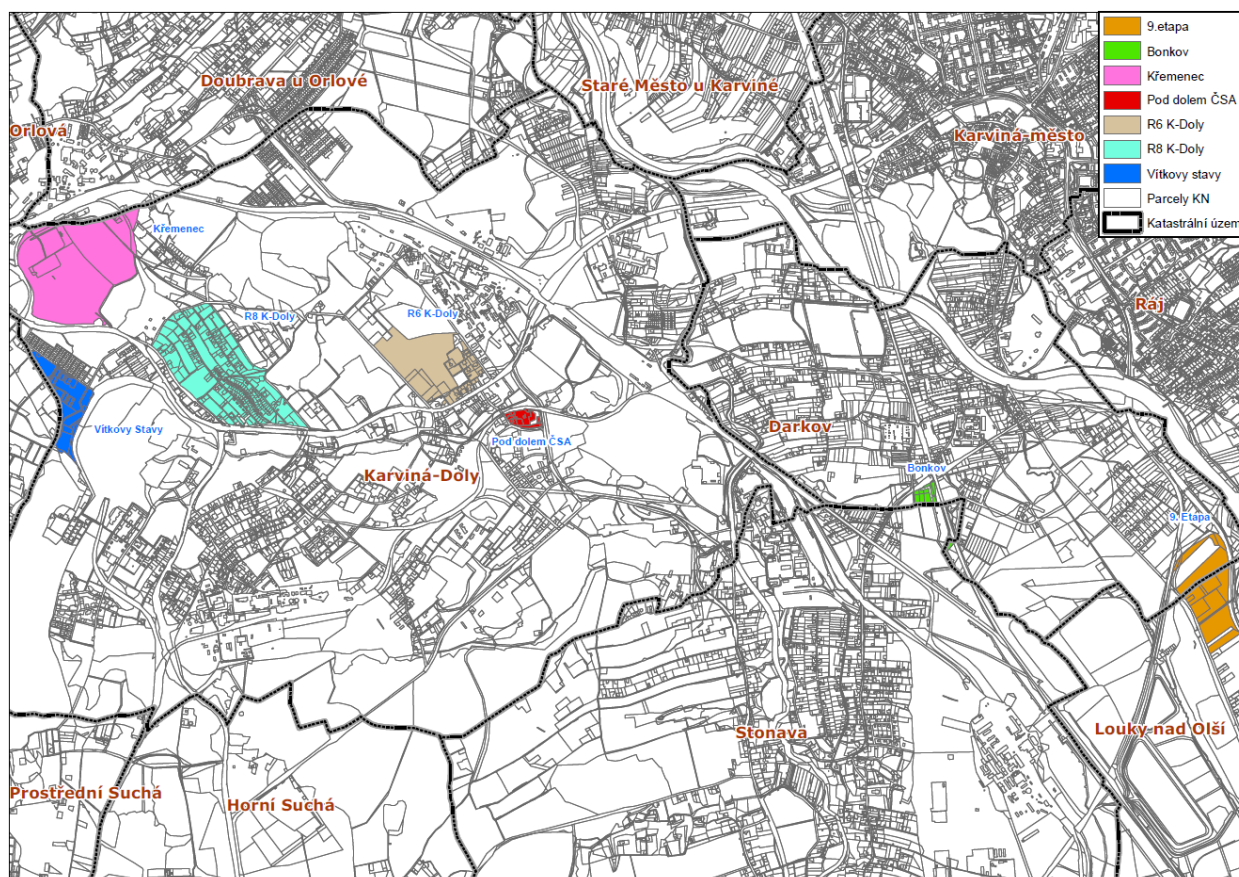 9.etapa
Bonkov
Křemenec
Pod dolem ČSA
R6 K-Doly
R8 K-Doly
Vítkovy stavy
Parcely KN
Katastrální území
Doubrava u Orlové
Staré Město u Karviné
Orlová
Karviná-město
Křemenec
Ráj
R8 K-Doly
R6 K-Doly
Vítkovy Stavy
Pod dolem ČSA
Darkov
Karviná-Doly
Bonkov
9. Etapa
Stonava
Louky nad Olší
Prostřední Suchá
Horní Suchá